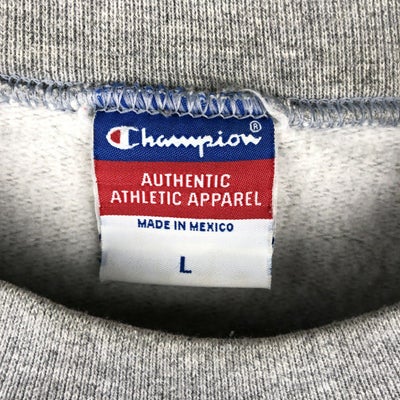 Champion®
AUTHENTIC
ATHLETIC APPAREL
MADE IN MEXICO
L